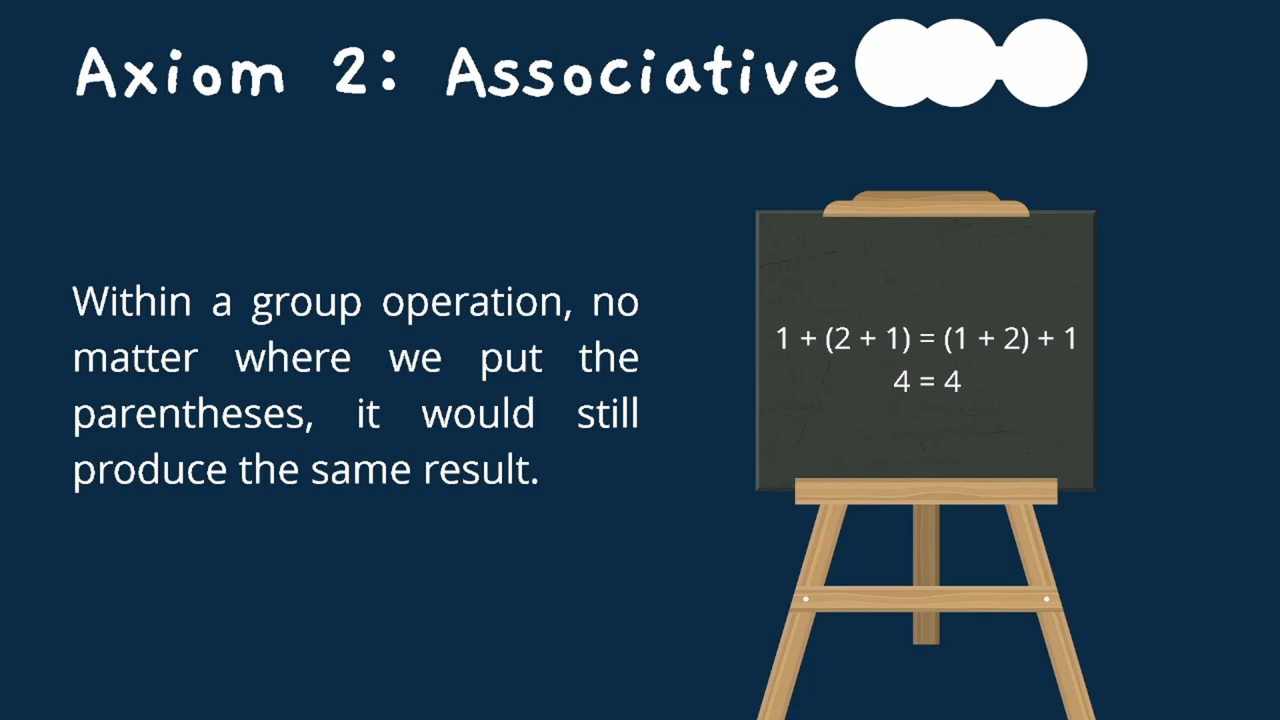 Axiom 2: Associative
Within a group operation, no
matter where we put the
parentheses, it would still
produce the same result.
1 + (2 + 1) = (1 + 2) + 1
4 = 4